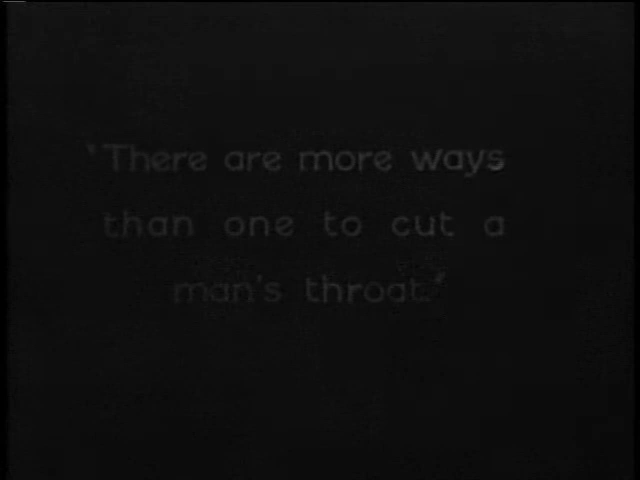 'There are more ways
than one to cut a
man's throat.'